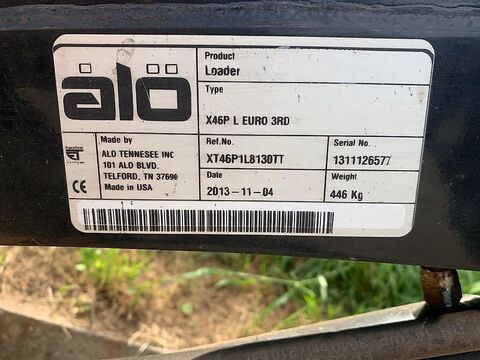 älö
Product
Loader
Type
X46P L EURO 3RD
Made by
ALO TENNESEE INC
101 ALO BLVD.
TELFORD, TN 37690
Made in USA
CE
Ref.No.
XT46P1L8130TT
Serial No.
1311126577
Date
2013-11-04
Weight
446 Kg